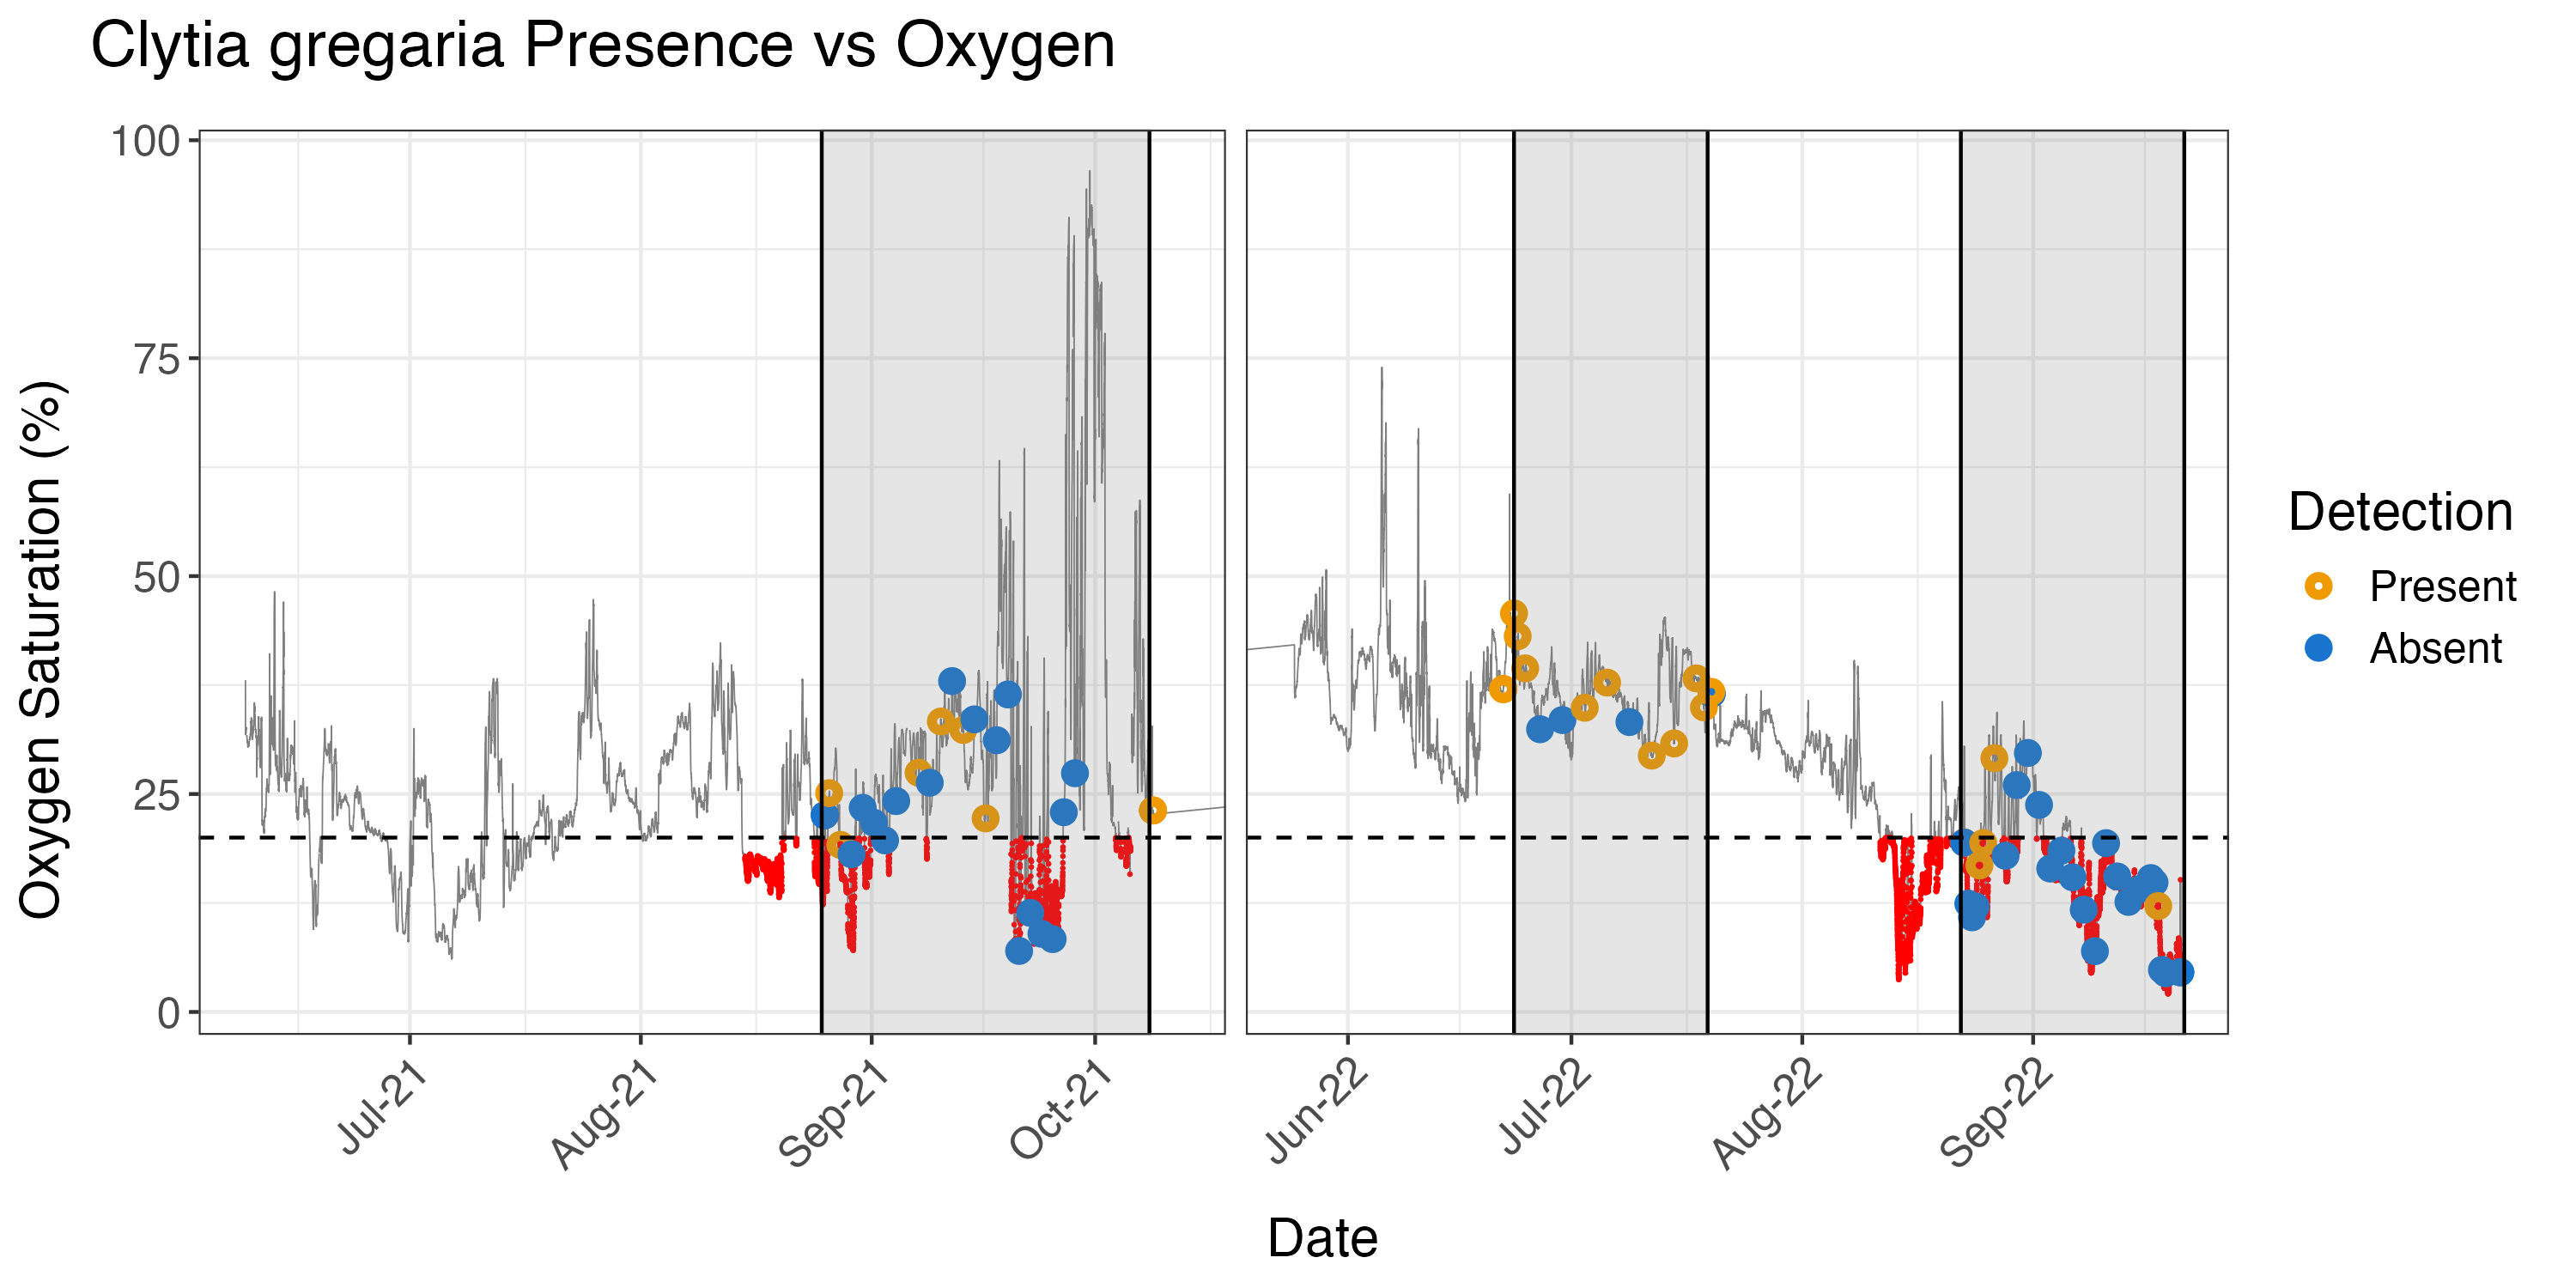 Clytia gregaria Presence vs Oxygen
Oxygen Saturation (%)
100
75
50
25
0
Jul-21
Aug-21
Sep-21
Oct-21
Jun-22
Jul-22
Aug-22
Sep-22
Date
Detection
Present
Absent